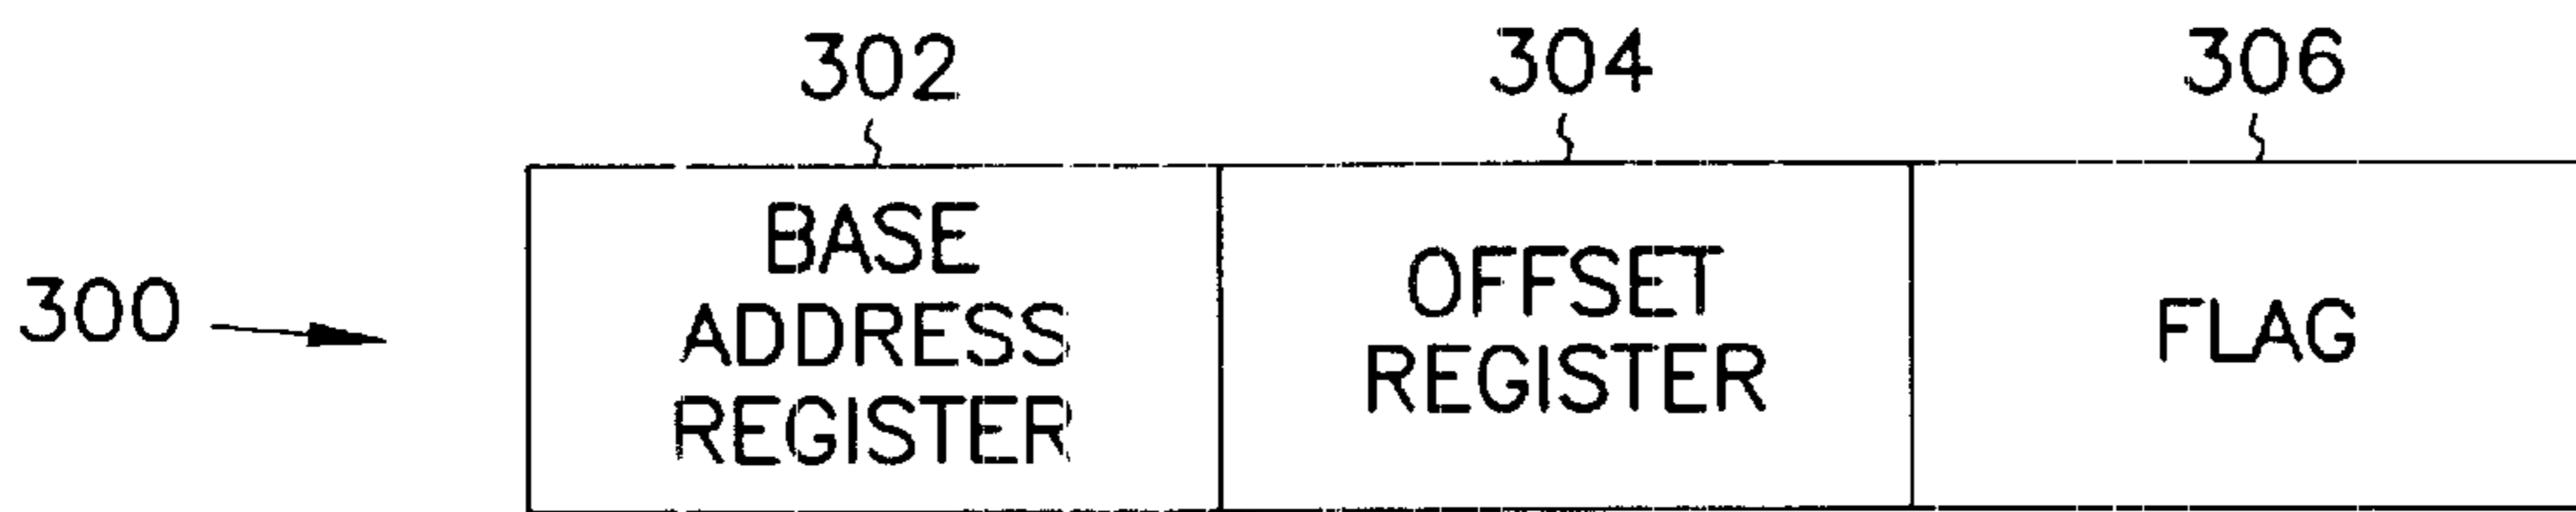 302
304
306
300
BASE
ADDRESS
REGISTER
OFFSET
REGISTER
FLAG